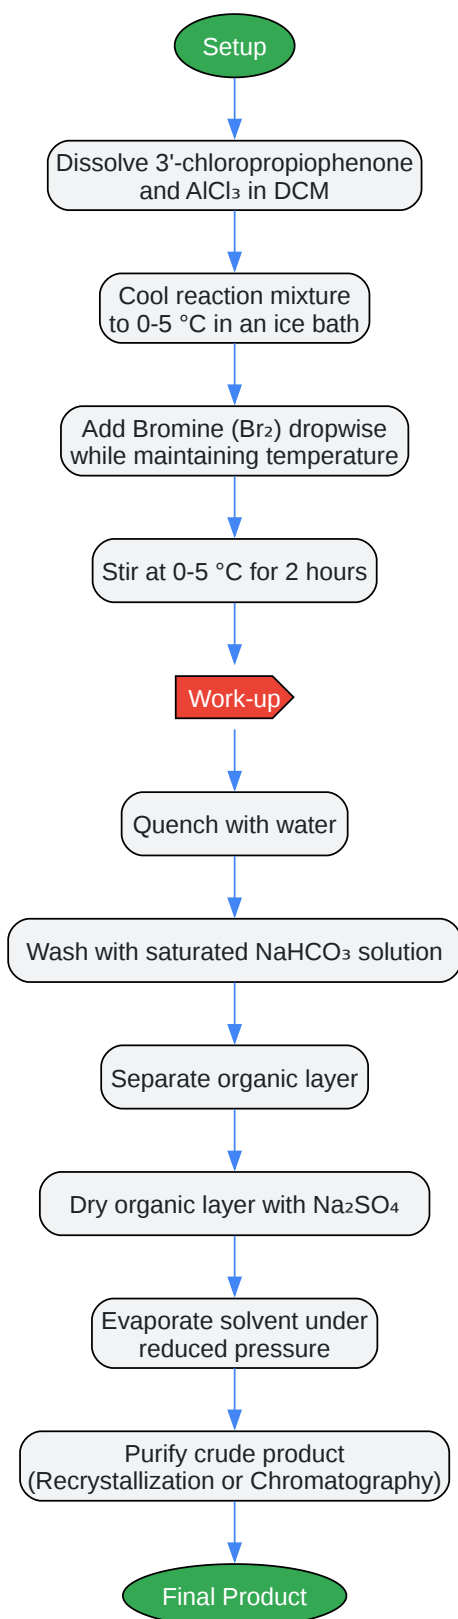 Setup
Dissolve 3'-chloropropiophenone
and AlCl₃ in DCM
Cool reaction mixture
to 0-5 °C in an ice bath
Add Bromine (Br₂) dropwise
while maintaining temperature
Stir at 0-5 °C for 2 hours
Work-up
Quench with water
Wash with saturated NaHCO₃ solution
Separate organic layer
Dry organic layer with Na₂SO₄
Evaporate solvent under
reduced pressure
Purify crude product
(Recrystallization or Chromatography)
Final Product